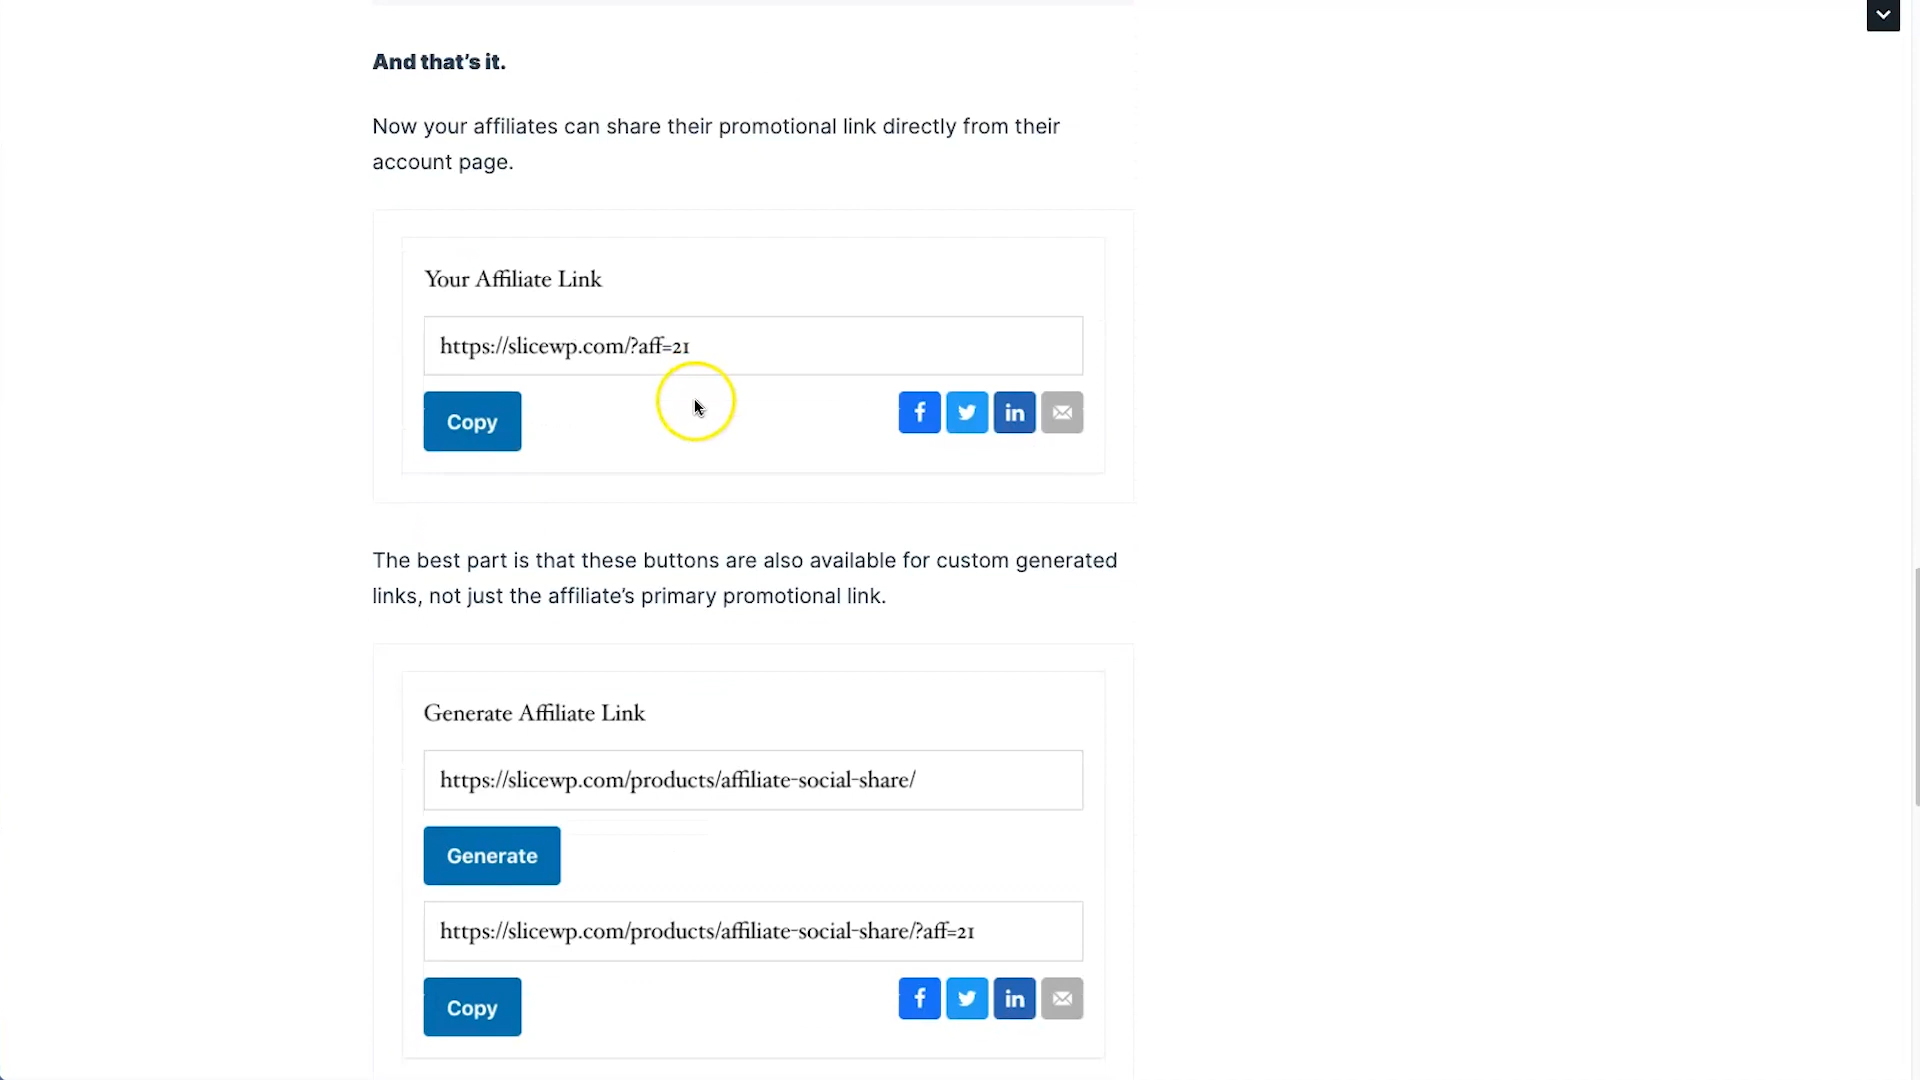 And that's it.
Now your affiliates can share their promotional link directly from their
account page.
Your Affiliate Link
https://slicewp.com/?aff=21
Copy
The best part is that these buttons are also available for custom generated
links, not just the affiliate's primary promotional link.
Generate Affiliate Link
https://slicewp.com/products/affiliate-social-share/
Generate
https://slicewp.com/products/affiliate-social-share/?aff=21
Copy